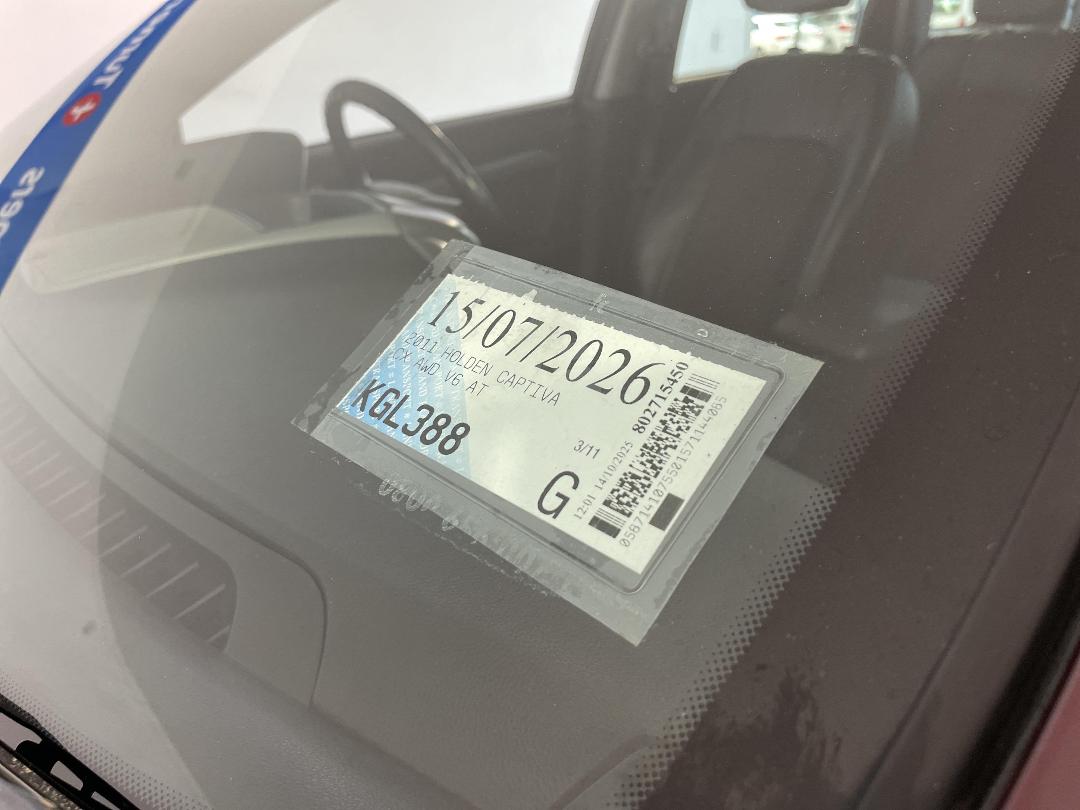 15/07/2026
2011 HOLDEN CAPTIVA
CX AWD V6 AT
KGL388
3/11
G
12:01 14/10/2025 802715450